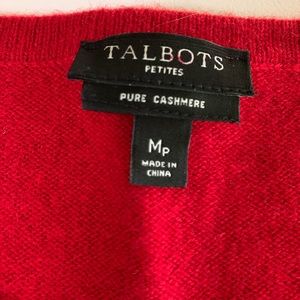 TALBOTS
PETITES
PURE CASHMERE
MP
MADE IN
CHINA